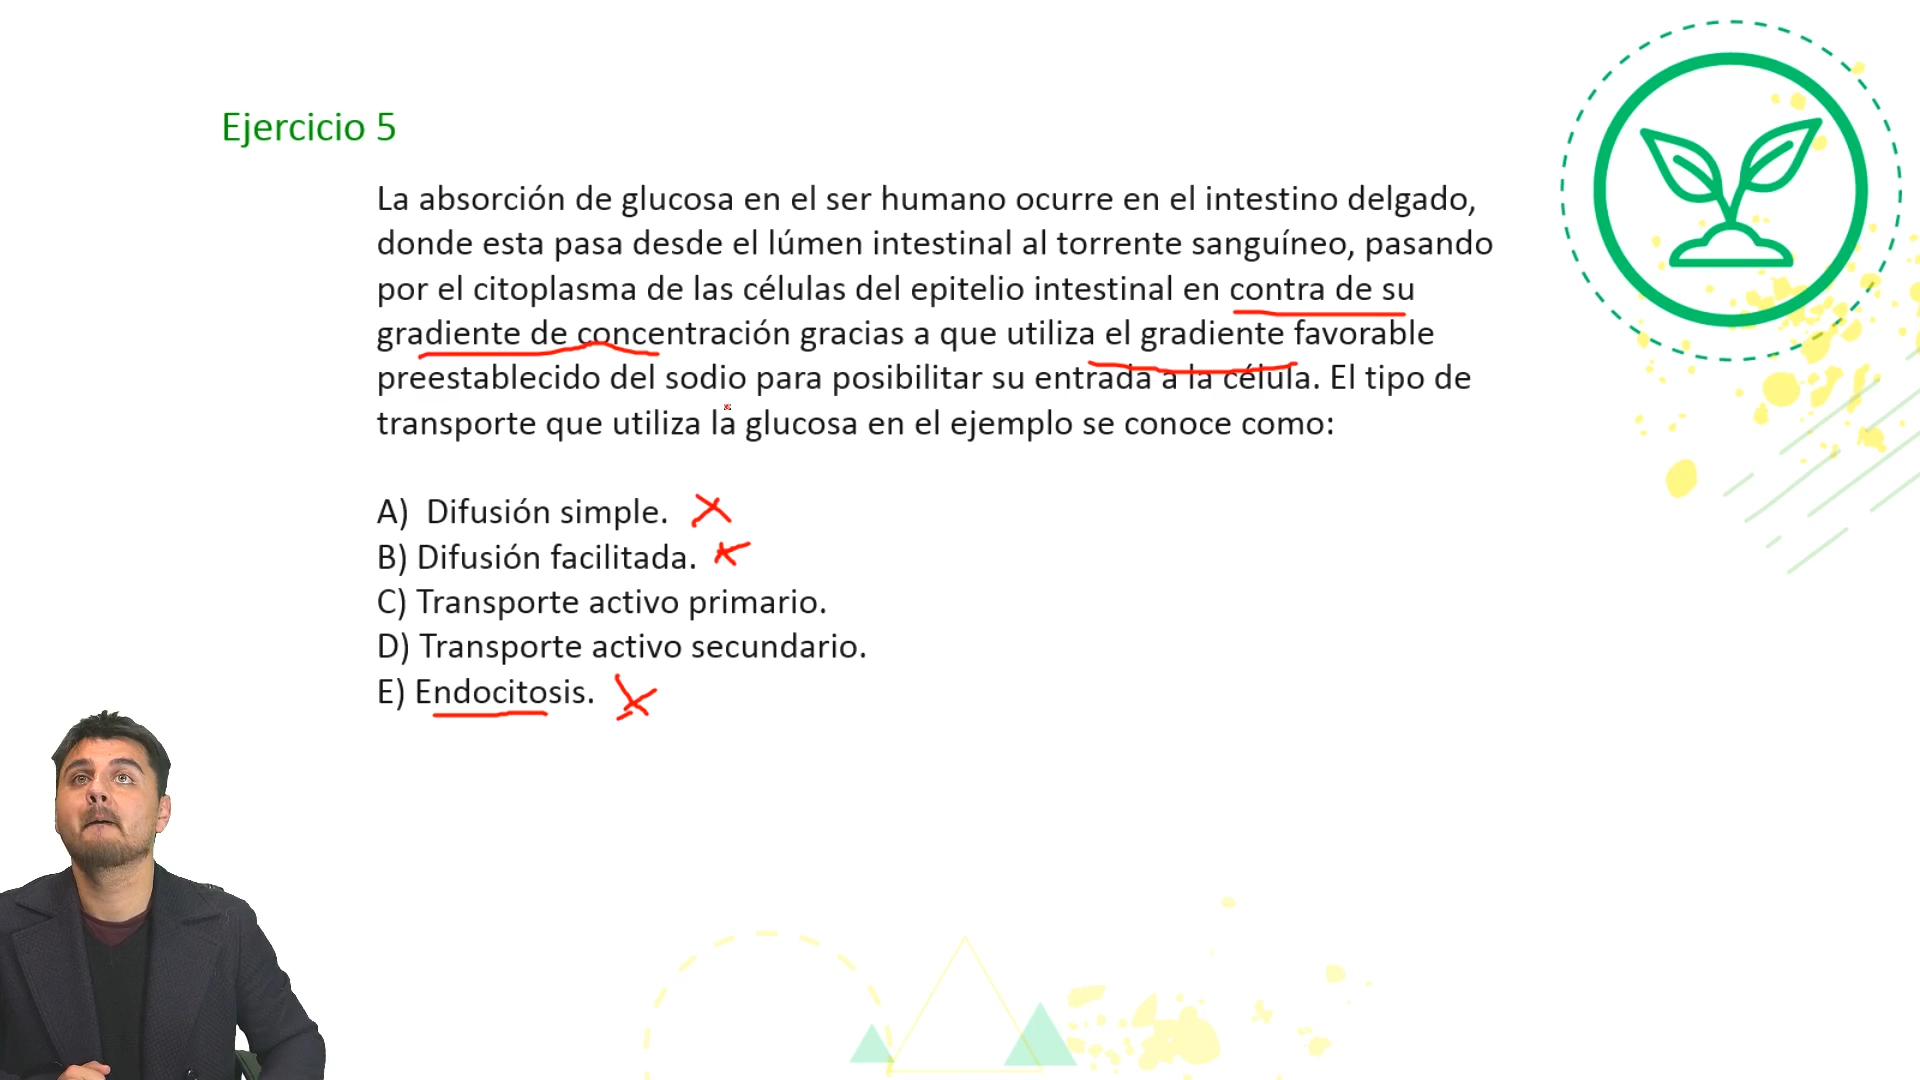 Ejercicio 5
La absorción de glucosa en el ser humano ocurre en el intestino delgado,
donde esta pasa desde el lúmen intestinal al torrente sanguíneo, pasando
por el citoplasma de las células del epitelio intestinal en contra de su
gradiente de concentración gracias a que utiliza el gradiente favorable
preestablecido del sodio para posibilitar su entrada a la célula. El tipo de
transporte que utiliza la glucosa en el ejemplo se conoce como:
A) Difusión simple.
B) Difusión facilitada.
C) Transporte activo primario.
D) Transporte activo secundario.
E) Endocitosis.